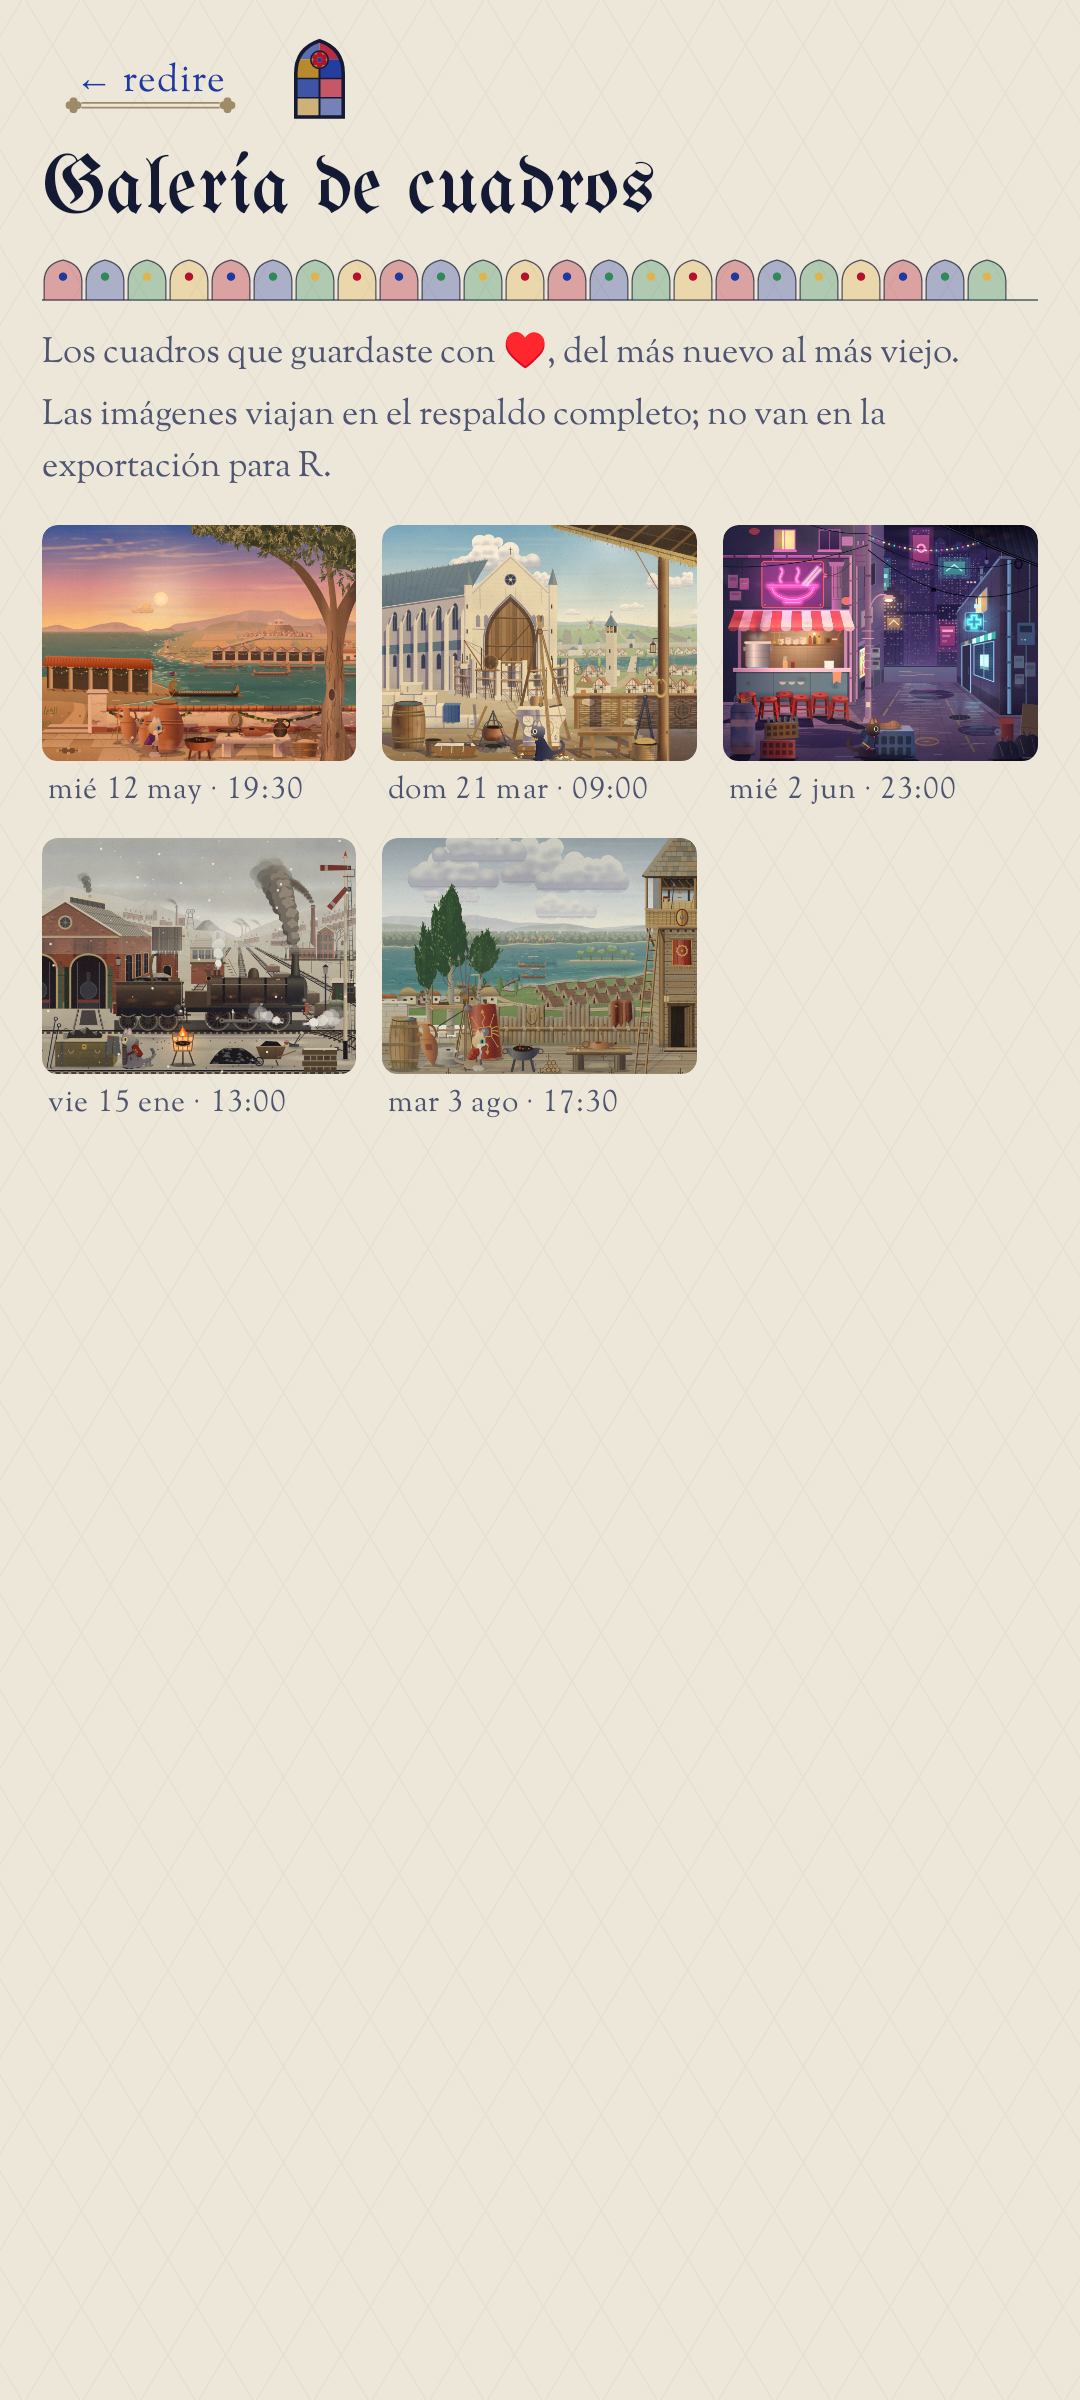 ← redire
Galería de cuadros
Los cuadros que guardaste con ❤️, del más nuevo al más viejo.
Las imágenes viajan en el respaldo completo; no van en la
exportación para R.
mié 12 may · 19:30
dom 21 mar · 09:00
mié 2 jun · 23:00
vie 15 ene · 13:00
mar 3 ago · 17:30